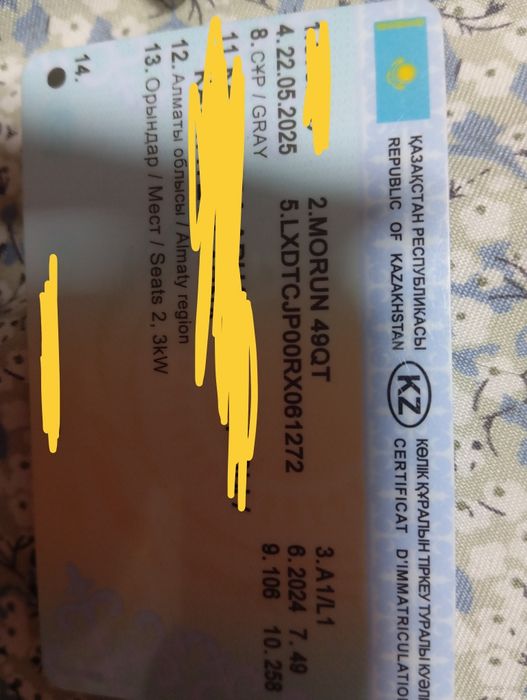 ҚАЗАҚСТАН РЕСПУБЛИКАСЫ KZ КӨЛІК ҚҰРАЛЫН ТІРКЕУ ТУРАЛЫ
REPUBLIC OF KAZAKHSTAN CERTIFICAT D'IMMATRICULATIO
2.MORUN 49QT 3.A1/L1
4.22.05.2025 5.LXDTCJP00RX061272 6.2024 7.49
8.СҰР / GRAY 9.106 10.258
11.
12.Алматы облысы / Almaty region
13.Орындар / Мест / Seats 2, 3kW
14.